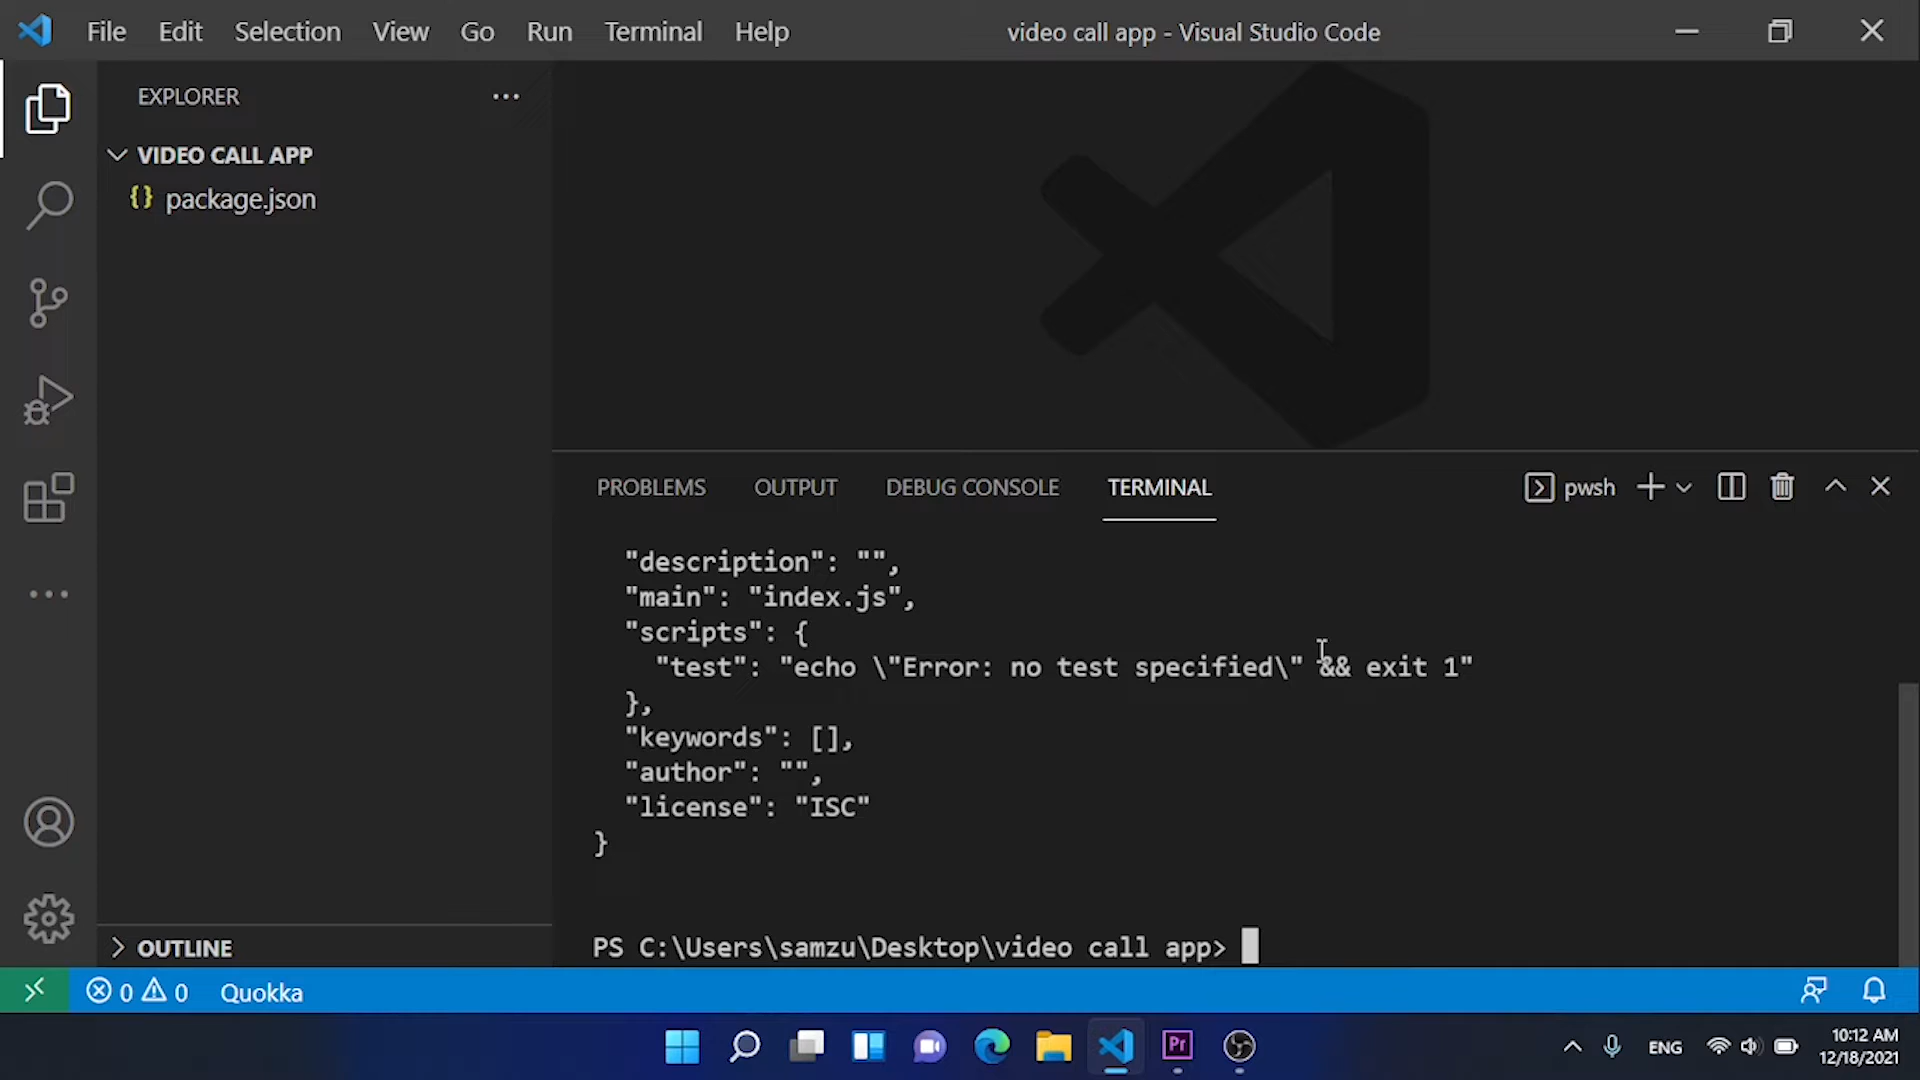 File Edit Selection View Go Run Terminal Help video call app - Visual Studio Code
EXPLORER ...
VIDEO CALL APP
{} package.json
PROBLEMS OUTPUT DEBUG CONSOLE TERMINAL pwsh
"description": "",
"main": "index.js",
"scripts": {
"test": "echo \"Error: no test specified\" && exit 1"
},
"keywords": [],
"author": "",
"license": "ISC"
}
PS C:\Users\samzu\Desktop\video call app>
OUTLINE
0 0 Quokka
Pr
ENG
10:12 AM
12/18/2021